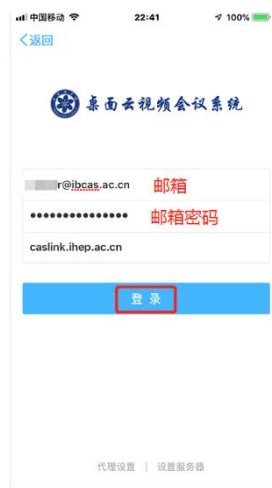 中国移动 22:41 100%
返回
桌面云视频会议系统
r@ibcas.ac.cn 邮箱
●●●●●●●●●●●●●●● 邮箱密码
caslink.ihep.ac.cn
登 录
代理设置 | 设置服务器